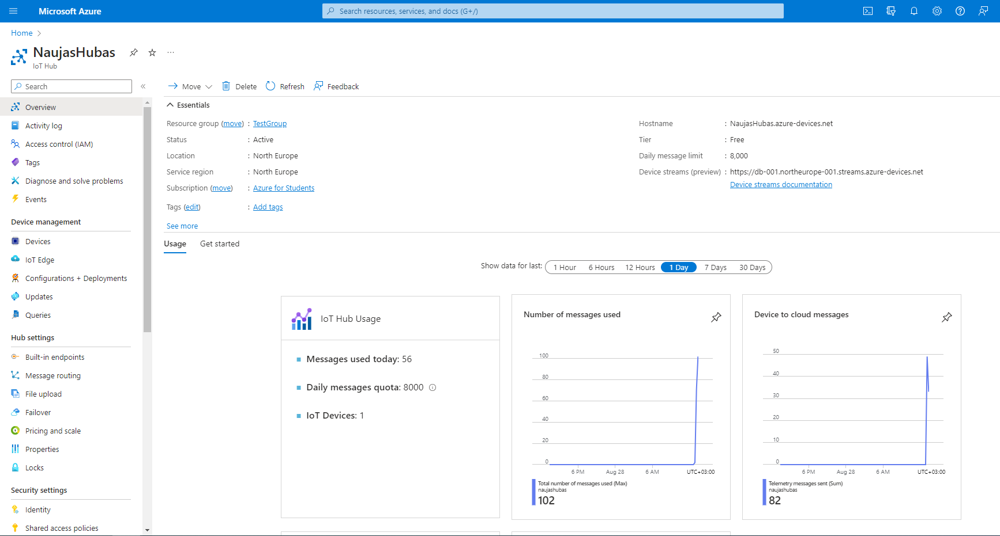 Microsoft Azure
Search resources, services, and docs (G+/)
Home
NaujasHubas
IoT Hub
Search
Move
Delete
Refresh
Feedback
Overview
Activity log
Access control (IAM)
Tags
Diagnose and solve problems
Events
Device management
Devices
IoT Edge
Configurations + Deployments
Updates
Queries
Hub settings
Built-in endpoints
Message routing
File upload
Failover
Pricing and scale
Properties
Locks
Security settings
Identity
Shared access policies
Essentials
Resource group (move) : TestGroup
Status : Active
Location : North Europe
Service region : North Europe
Subscription (move) : Azure for Students
Tags (edit) : Add tags
See more
Hostname : NaujasHubas.azure-devices.net
Tier : Free
Daily message limit : 8,000
Device streams (preview) : https://db-001.northeurope-001.streams.azure-devices.net
Device streams documentation
Usage Get started
Show data for last: 1 Hour 6 Hours 12 Hours 1 Day 7 Days 30 Days
IoT Hub Usage
Messages used today: 56
Daily messages quota: 8000
IoT Devices: 1
Number of messages used
100
80
60
40
20
0
6 PM Aug 28 6 AM UTC+03:00
Total number of messages used (Max)
naujashubas
102
Device to cloud messages
50
40
30
20
10
0
6 PM Aug 28 6 AM UTC+03:00
Telemetry messages sent (Sum)
naujashubas
82